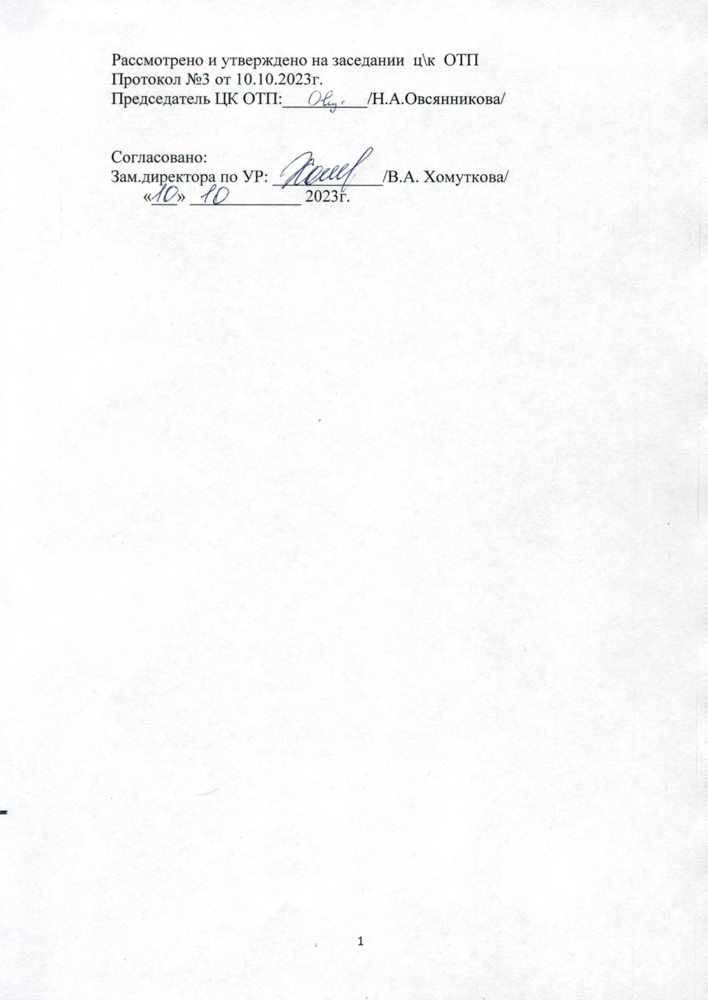 Рассмотрено и утверждено на заседании ц\к ОТП
Протокол №3 от 10.10.2023г.
Председатель ЦК ОТП:__________/Н.А.Овсянникова/
Согласовано:
Зам.директора по УР: _____________/В.А. Хомуткова/
«10» 10 2023г.
1